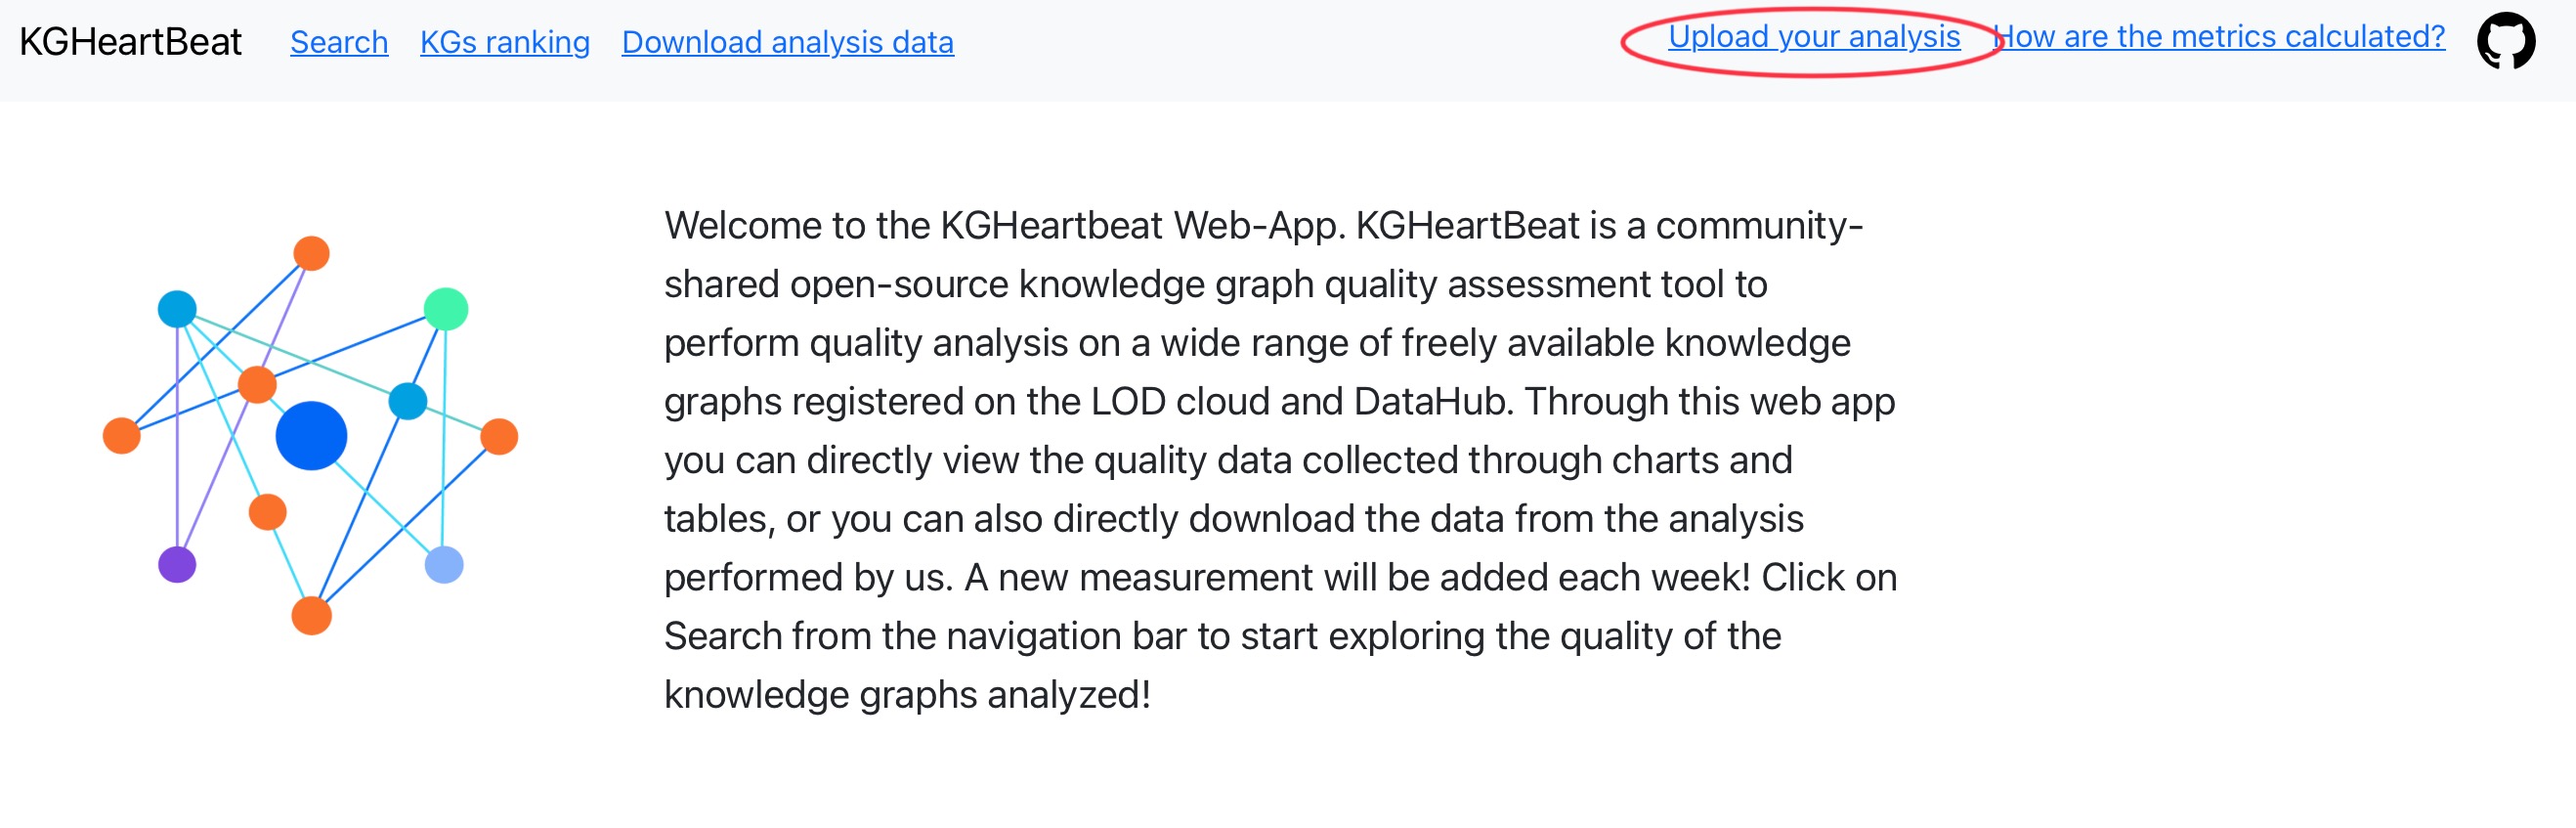 KGHeartBeat Search KGs ranking Download analysis data Upload your analysis How are the metrics calculated?
Welcome to the KGHeartbeat Web-App. KGHeartBeat is a community-
shared open-source knowledge graph quality assessment tool to
perform quality analysis on a wide range of freely available knowledge
graphs registered on the LOD cloud and DataHub. Through this web app
you can directly view the quality data collected through charts and
tables, or you can also directly download the data from the analysis
performed by us. A new measurement will be added each week! Click on
Search from the navigation bar to start exploring the quality of the
knowledge graphs analyzed!